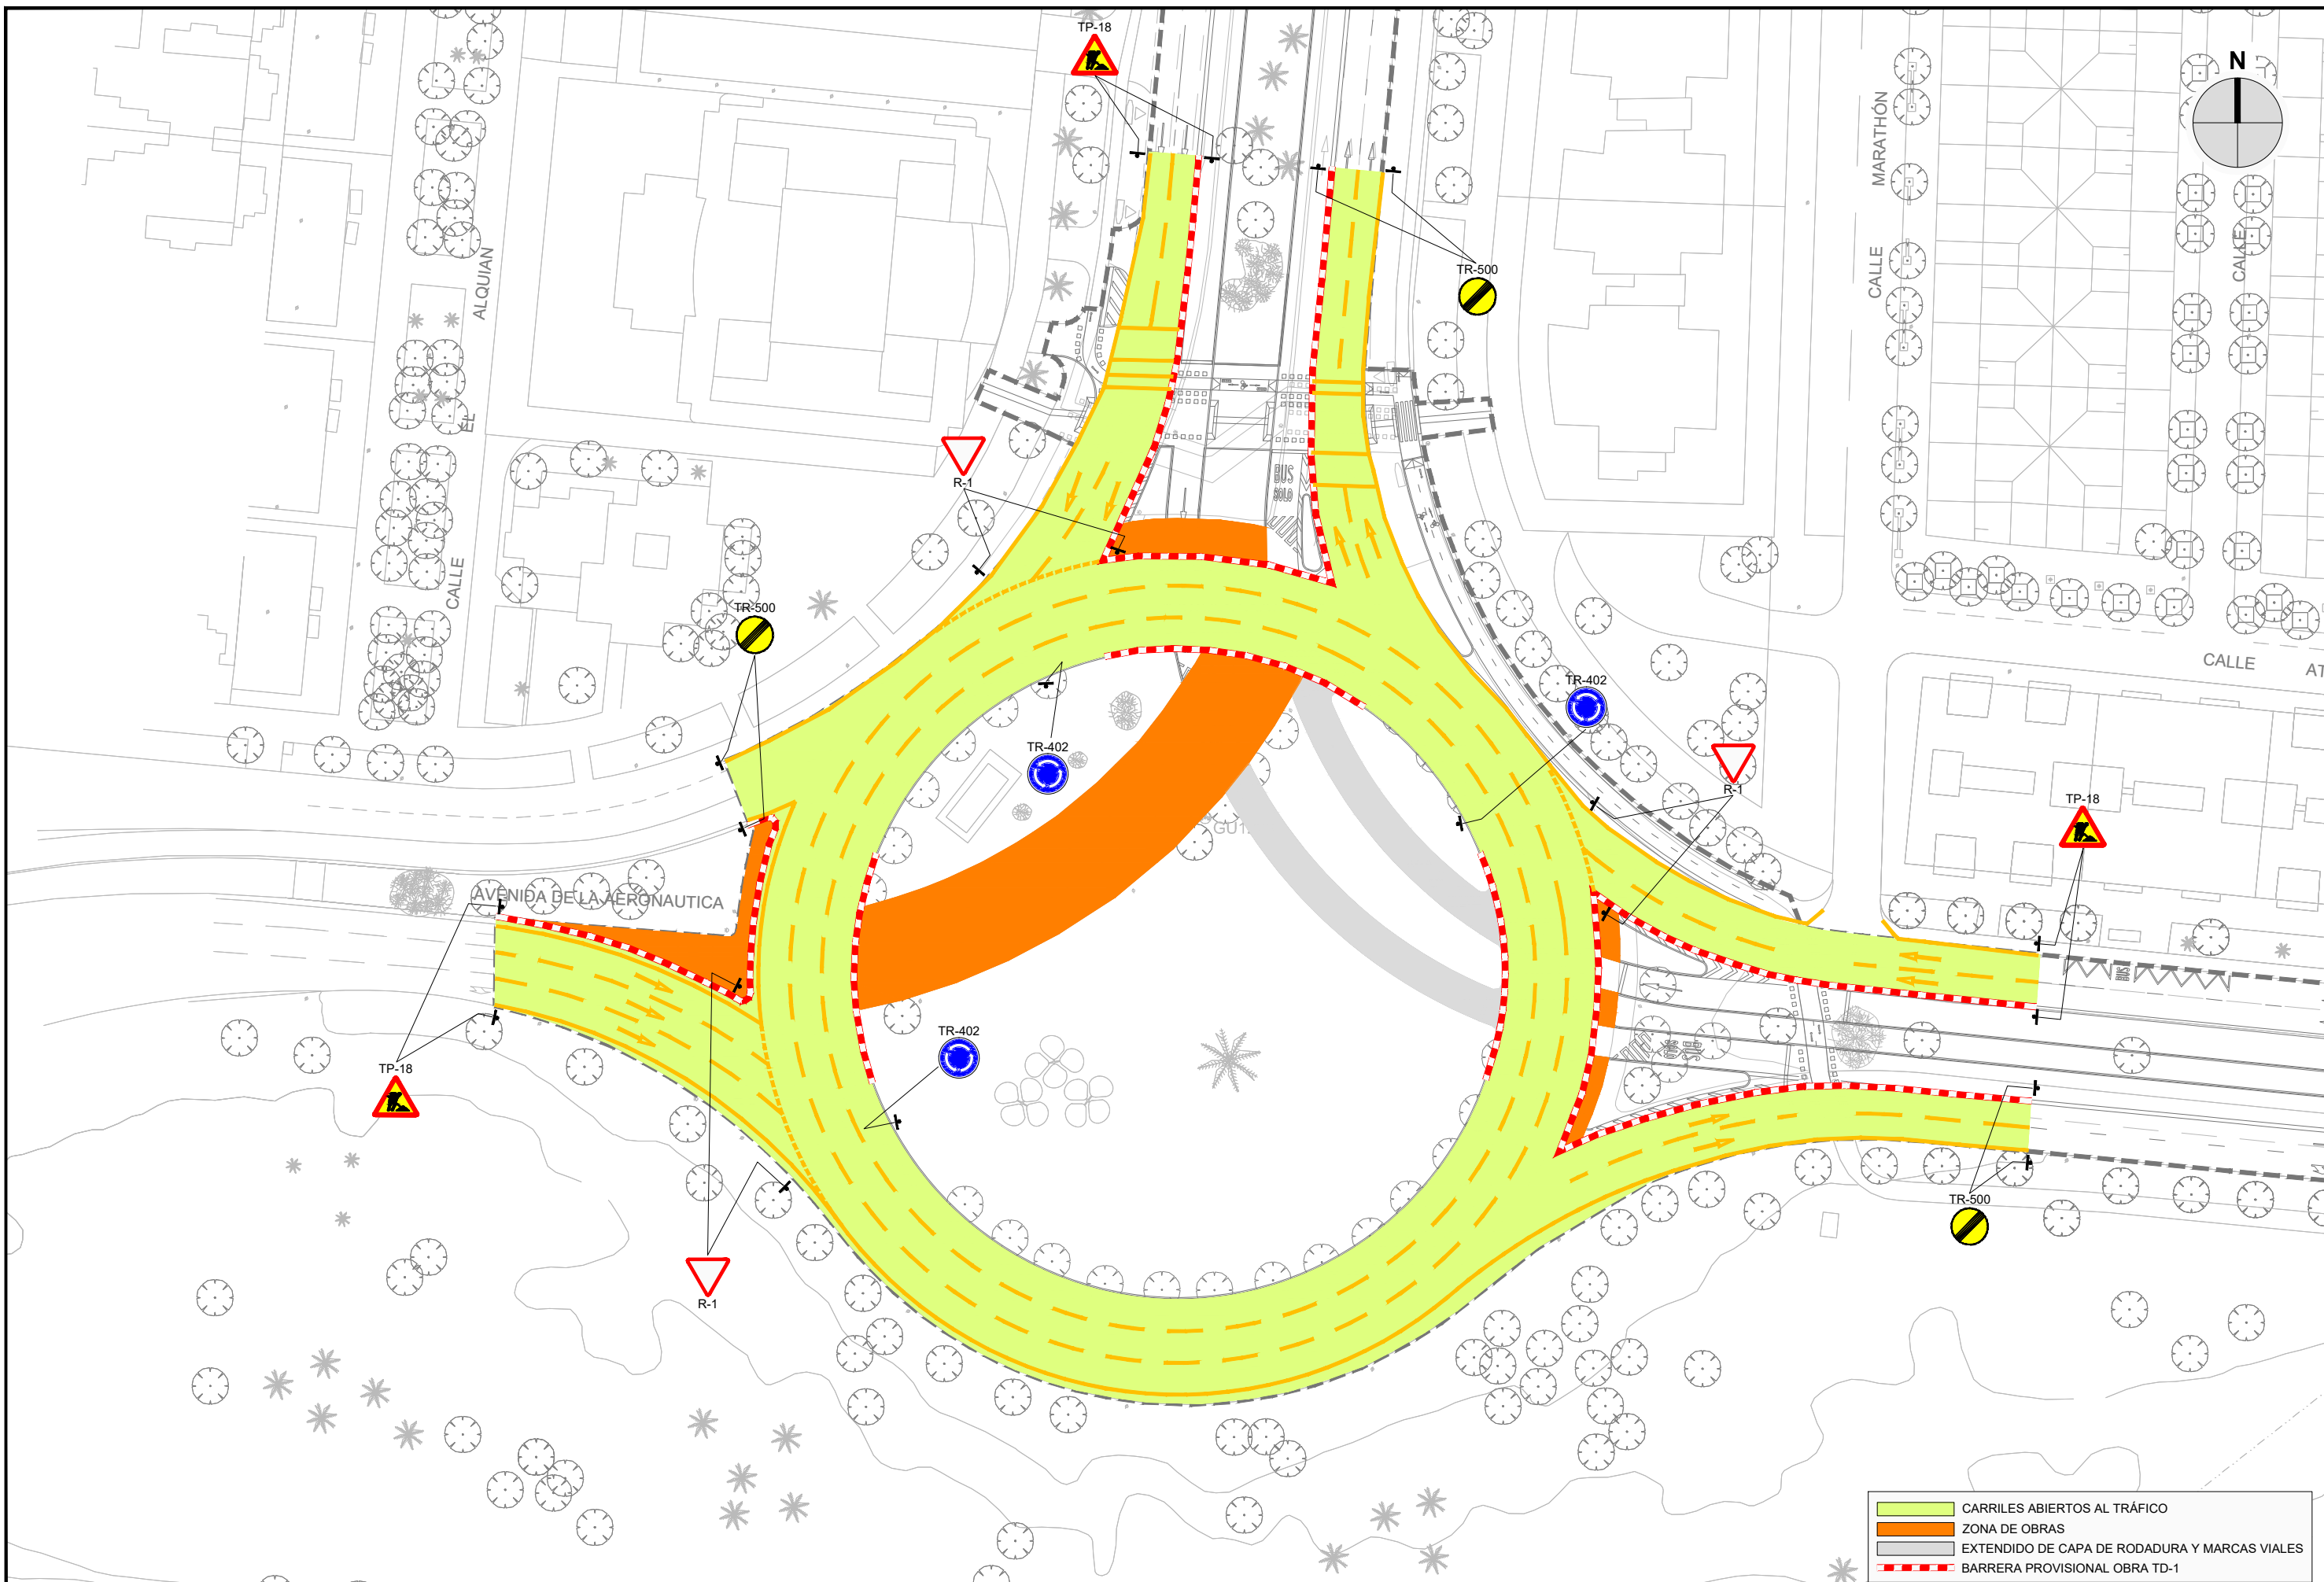 TP-18
N
MARATHÓN
CALLE
CALLE
ALQUIAN
EL
CALLE
TR-500
R-1
BUS
SOLO
TR-500
CALLE
AT
TR-402
TR-402
R-1
TP-18
AVENIDA DE LA AERONAUTICA
BUS
TR-402
TP-18
TR-500
R-1
CARRILES ABIERTOS AL TRÁFICO
ZONA DE OBRAS
EXTENDIDO DE CAPA DE RODADURA Y MARCAS VIALES
BARRERA PROVISIONAL OBRA TD-1